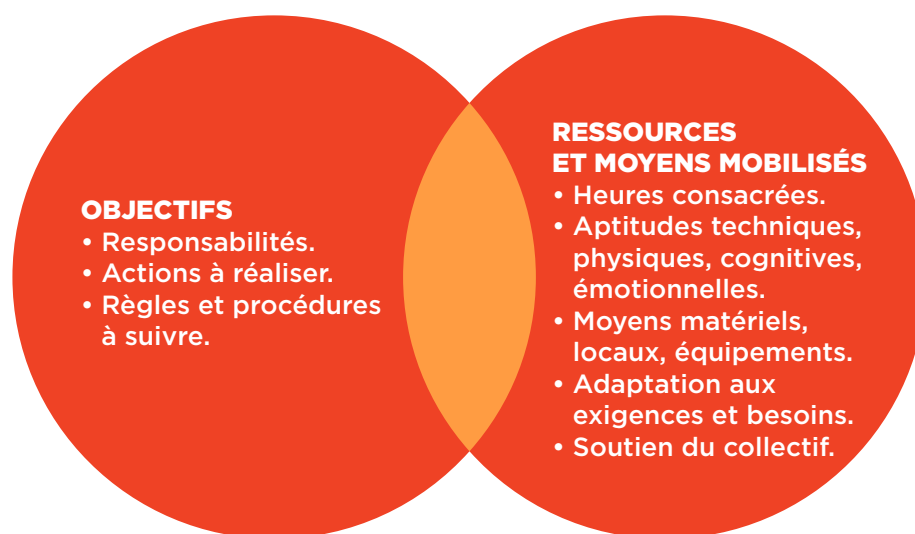 OBJECTIFS
• Responsabilités.
• Actions à réaliser.
• Règles et procédures
à suivre.
RESSOURCES
ET MOYENS MOBILISÉS
• Heures consacrées.
• Aptitudes techniques,
physiques, cognitives,
émotionnelles.
• Moyens matériels,
locaux, équipements.
• Adaptation aux
exigences et besoins.
• Soutien du collectif.